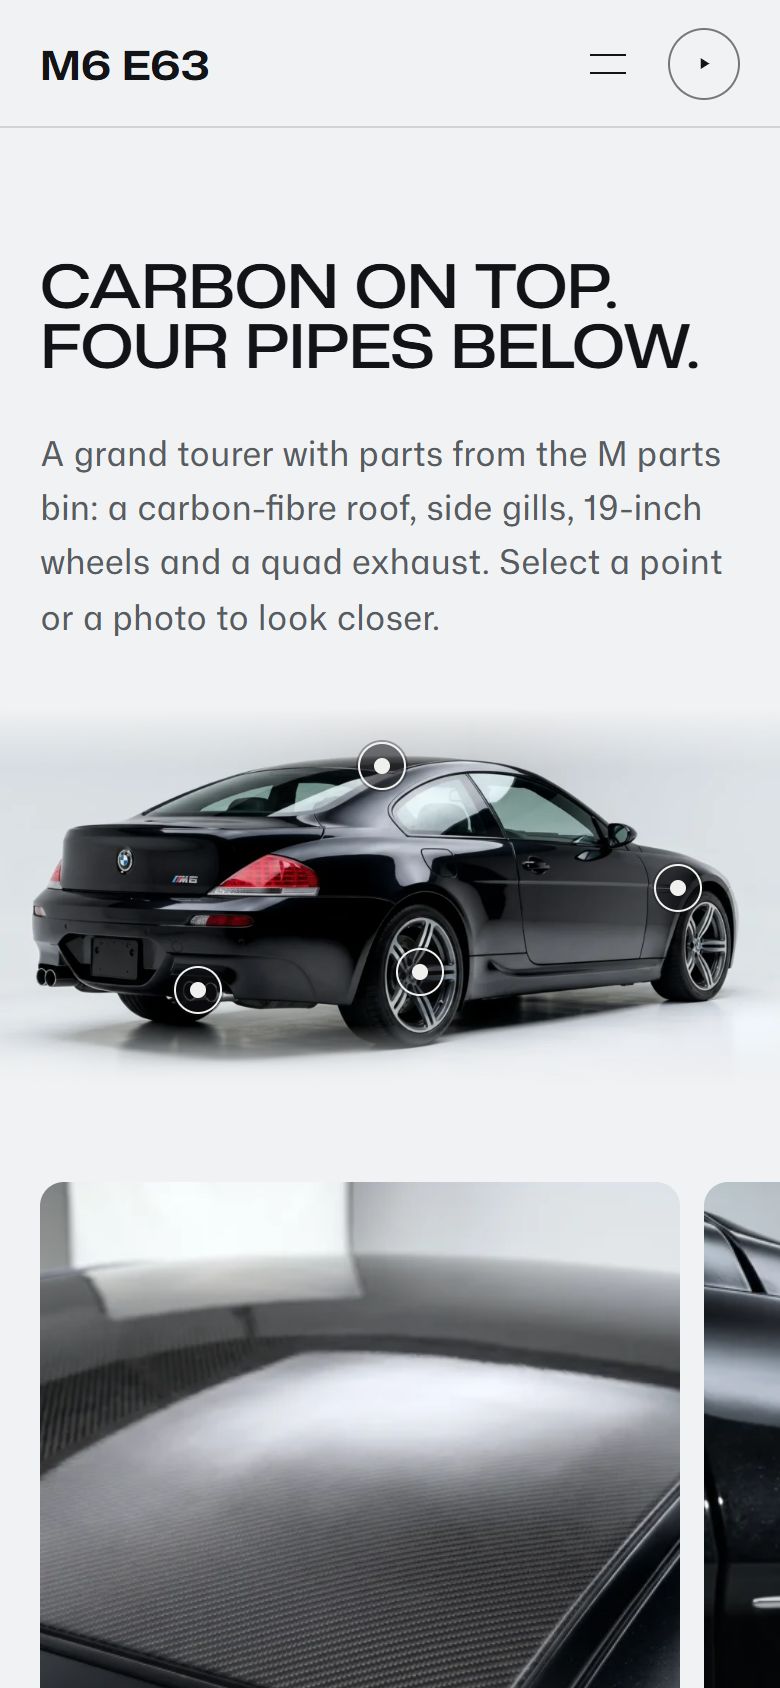 M6 E63
CARBON ON TOP.
FOUR PIPES BELOW.
A grand tourer with parts from the M parts
bin: a carbon-fibre roof, side gills, 19-inch
wheels and a quad exhaust. Select a point
or a photo to look closer.
M6